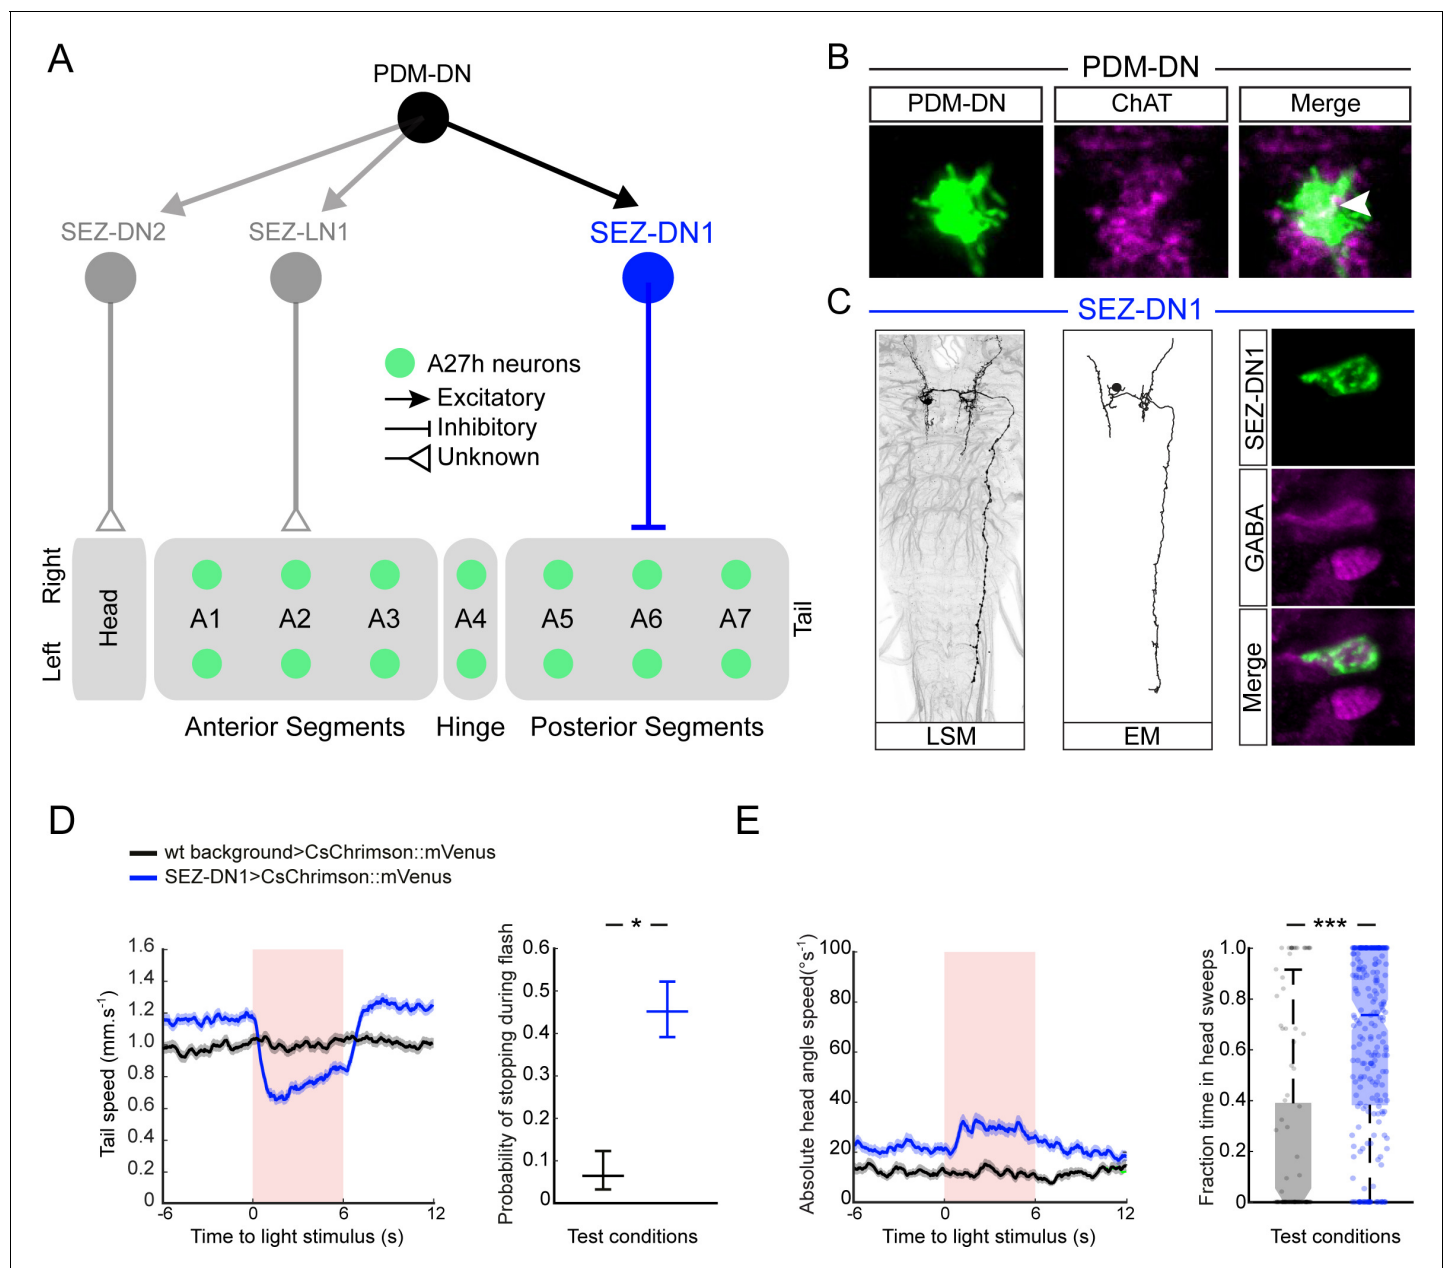 A
PDM-DN
SEZ-DN2
SEZ-LN1
SEZ-DN1
A27h neurons
Excitatory
Inhibitory
Unknown
Right
Left
Head
A1
A2
A3
A4
A5
A6
A7
Tail
Anterior Segments
Hinge
Posterior Segments
B
PDM-DN
PDM-DN
ChAT
Merge
C
SEZ-DN1
LSM
EM
SEZ-DN1
GABA
Merge
D
wt background>CsChrimson::mVenus
SEZ-DN1>CsChrimson::mVenus
Tail speed (mm.s-1)
1.6
1.4
1.2
1.0
0.8
0.6
0.4
0.2
0
-6
0
6
12
Time to light stimulus (s)
Probability of stopping during flash
*
0.6
0.5
0.4
0.3
0.2
0.1
0
Test conditions
E
Absolute head angle speed(°s-1)
100
80
60
40
20
0
-6
0
6
12
Time to light stimulus (s)
Fraction time in head sweeps
***
1.0
0.8
0.6
0.4
0.2
0
Test conditions